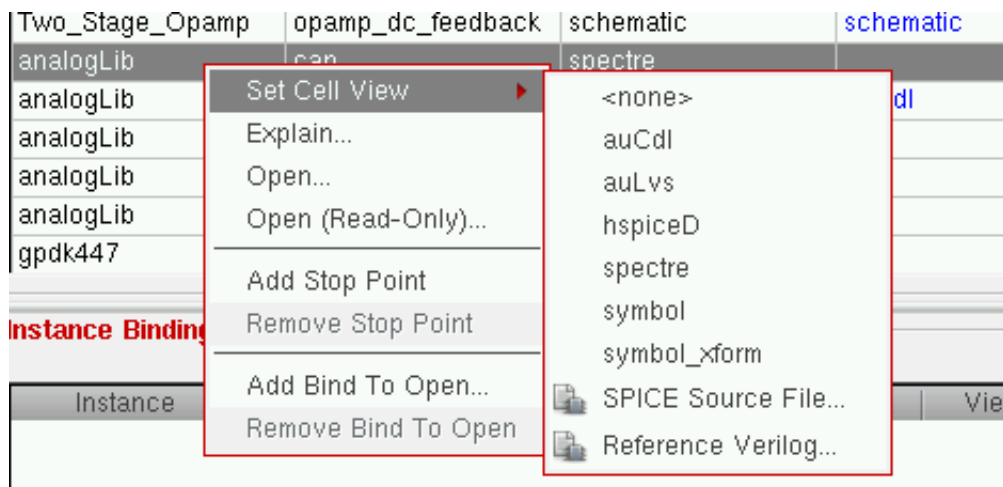 Two_Stage_Opamp opamp_dc_feedback schematic schematic
analogLib cap spectre
analogLib dl
analogLib
analogLib
analogLib
gpdk447
Set Cell View
Explain...
Open...
Open (Read-Only)...
Add Stop Point
Remove Stop Point
Add Bind To Open...
Remove Bind To Open
<none>
auCdl
auLvs
hspiceD
spectre
symbol
symbol_xform
SPICE Source File...
Reference Verilog...
Instance Binding
Instance Vie